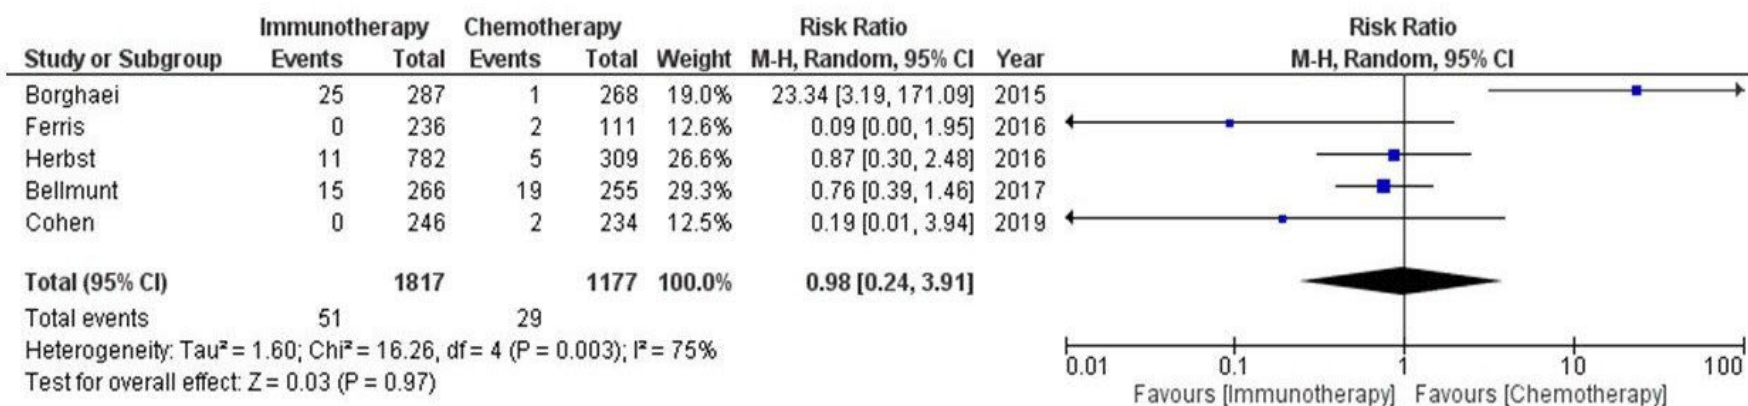 Immunotherapy Chemotherapy Risk Ratio Risk Ratio
Study or Subgroup Events Total Events Total Weight M-H, Random, 95% CI Year M-H, Random, 95% CI
Borghaei 25 287 1 268 19.0% 23.34 [3.19, 171.09] 2015
Ferris 0 236 2 111 12.6% 0.09 [0.00, 1.95] 2016
Herbst 11 782 5 309 26.6% 0.87 [0.30, 2.48] 2016
Bellmunt 15 266 19 255 29.3% 0.76 [0.39, 1.46] 2017
Cohen 0 246 2 234 12.5% 0.19 [0.01, 3.94] 2019
Total (95% CI) 1817 1177 100.0% 0.98 [0.24, 3.91]
Total events 51 29
Heterogeneity: Tau² = 1.60; Chi² = 16.26, df = 4 (P = 0.003); I² = 75%
Test for overall effect: Z = 0.03 (P = 0.97)
0.01 0.1 1 10 100
Favours [Immunotherapy] Favours [Chemotherapy]